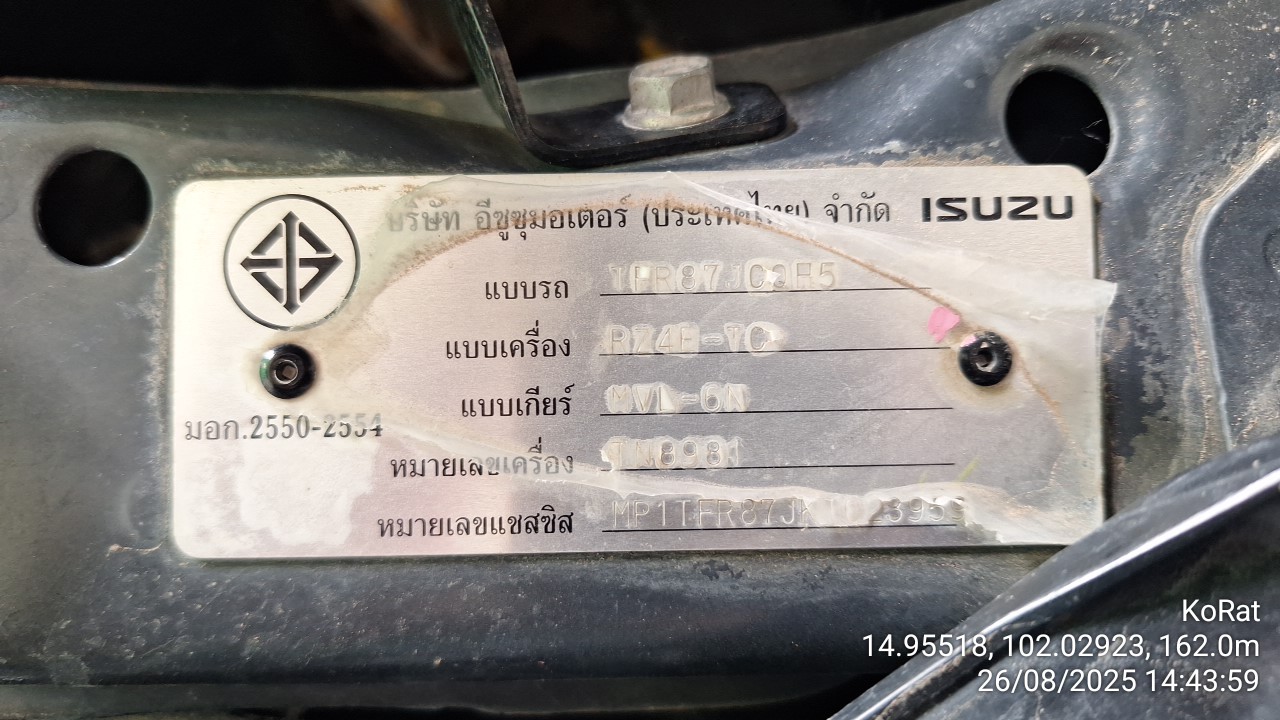 บริษัท อีซูซุมอเตอร์ (ประเทศไทย) จำกัด ISUZU
แบบรถ
แบบเครื่อง RZ4E-TC
แบบเกียร์ MVL-6N
มอก.2550-2554
หมายเลขเครื่อง
หมายเลขแชสซิส
KoRat
14.95518, 102.02923, 162.0m
26/08/2025 14:43:59